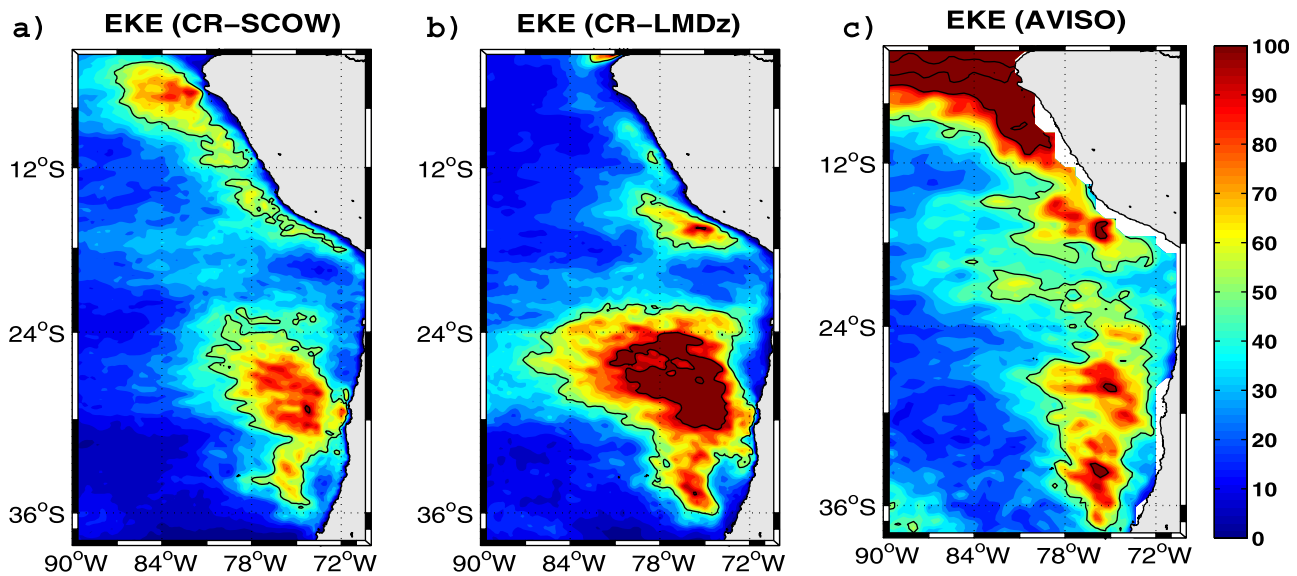 a) EKE (CR−SCOW)
12°S
24°S
36°S
90°W 84°W 78°W 72°W
b) EKE (CR−LMDz)
12°S
24°S
36°S
90°W 84°W 78°W 72°W
c) EKE (AVISO)
12°S
24°S
36°S
90°W 84°W 78°W 72°W
100
90
80
70
60
50
40
30
20
10
0